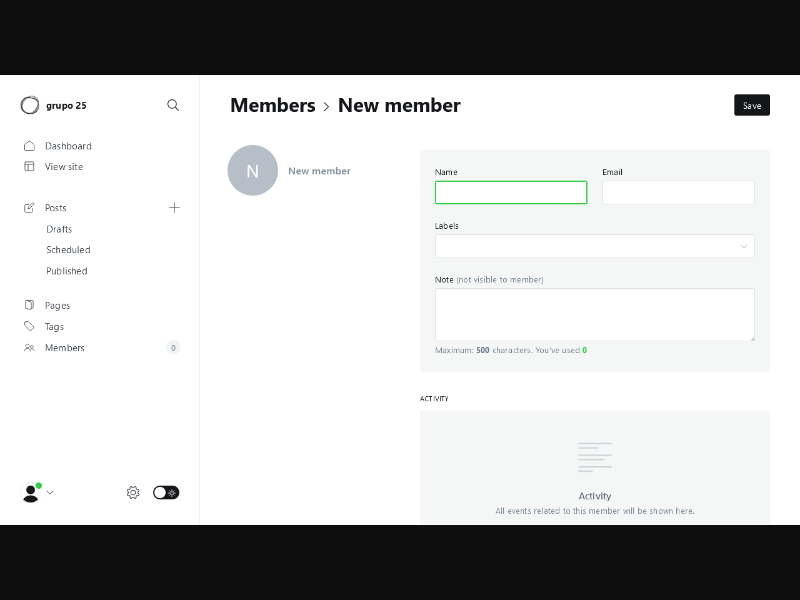 grupo 25
Dashboard
View site
Posts
Drafts
Scheduled
Published
Pages
Tags
Members 0
Members > New member
Save
N New member
Name Email
Labels
Note (not visible to member)
Maximum: 500 characters. You've used 0
ACTIVITY
Activity
All events related to this member will be shown here.